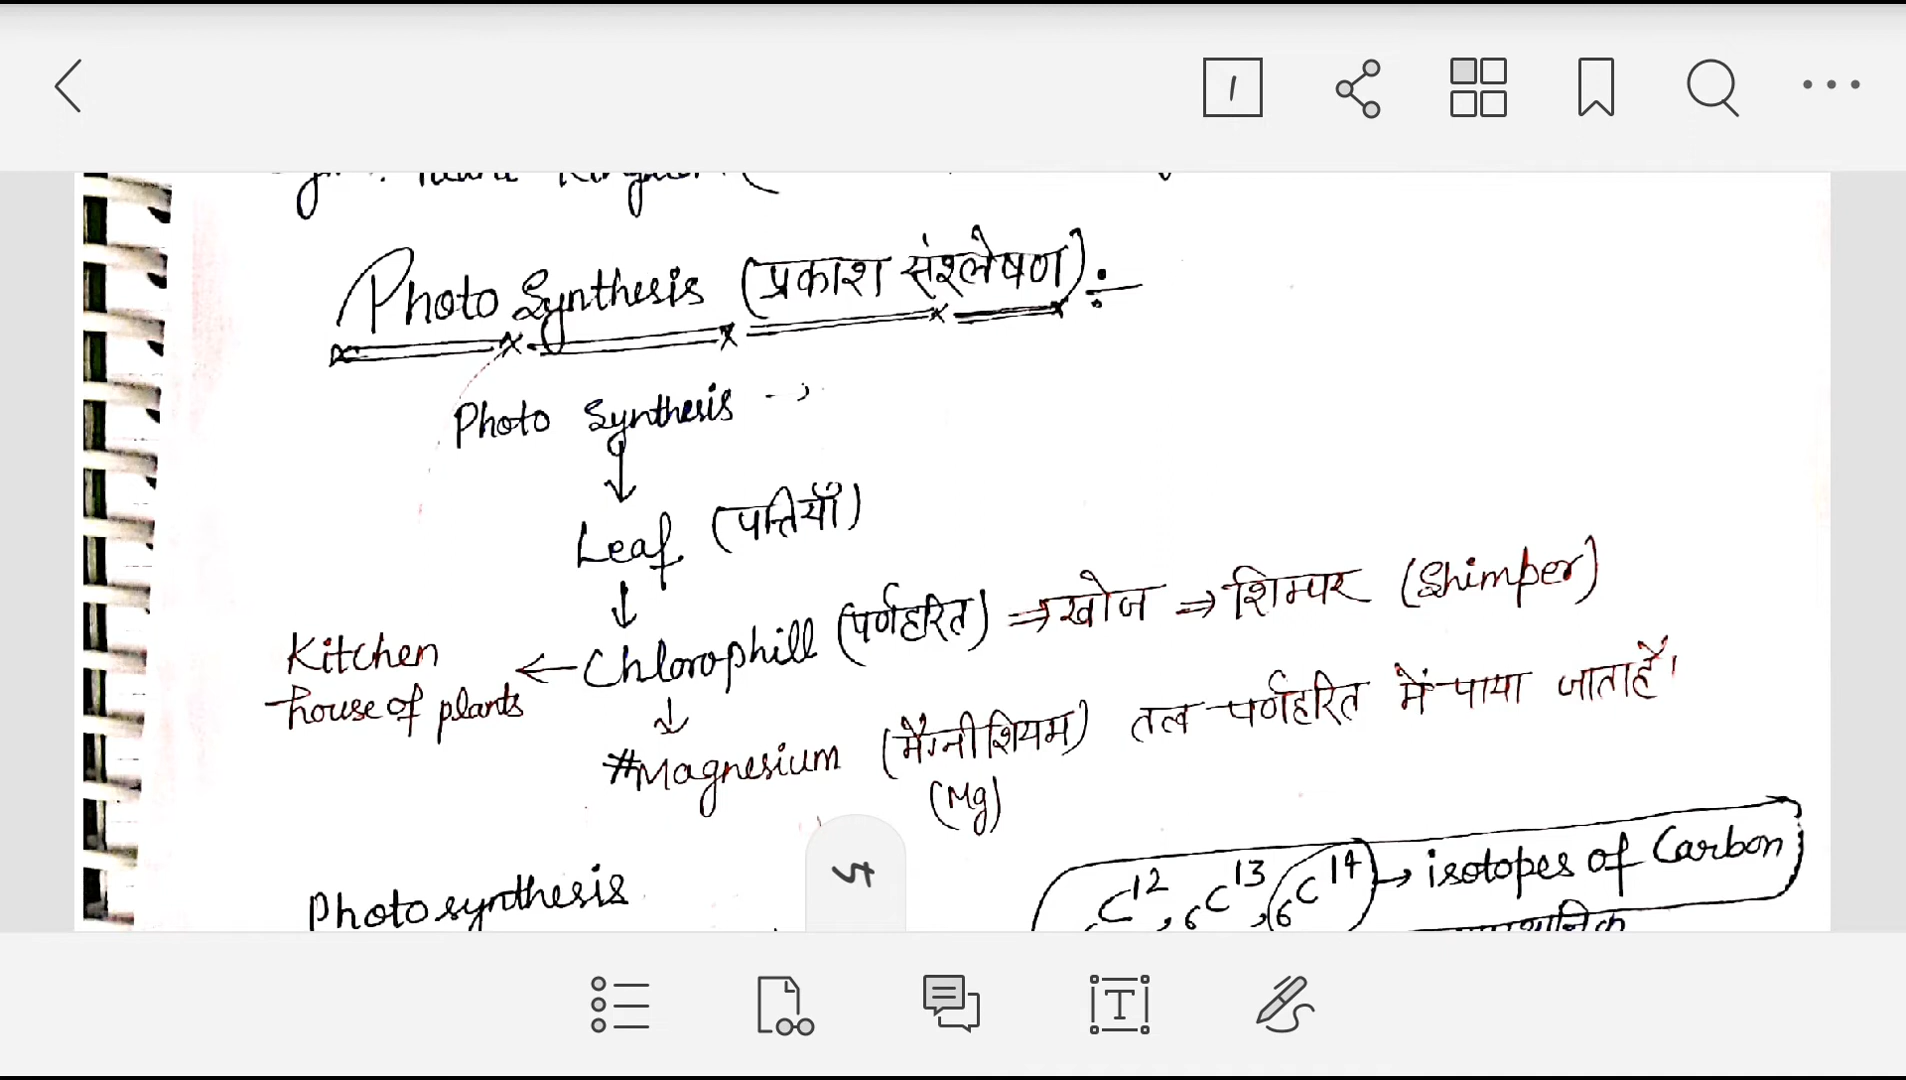 Photo Synthesis (प्रकाश संश्लेषण) :-
Photo Synthesis -
Leaf (पत्तियाँ)
Chlorophill (पर्णहरित) ⇒ खोज ⇒ शिम्पर (Shimper)
Kitchen
house of plants
#Magnesium (मैग्नीशियम) तत्व पर्णहरित में पाया जाता हैं।
(Mg)
Photosynthesis
C¹², ₆C¹³, ₆C¹⁴ → isotopes of Carbon